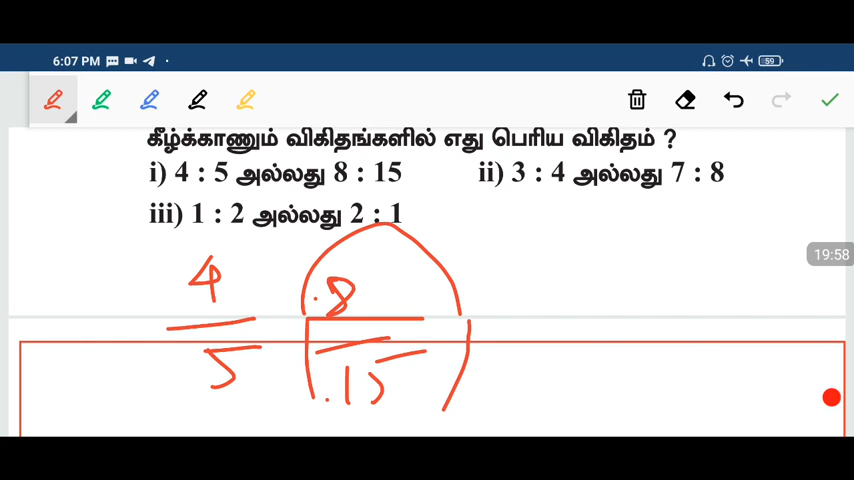 6:07 PM
59
கீழ்க்காணும் விகிதங்களில் எது பெரிய விகிதம் ?
i) 4 : 5 அல்லது 8 : 15 ii) 3 : 4 அல்லது 7 : 8
iii) 1 : 2 அல்லது 2 : 1
19:58
4 8
5 15